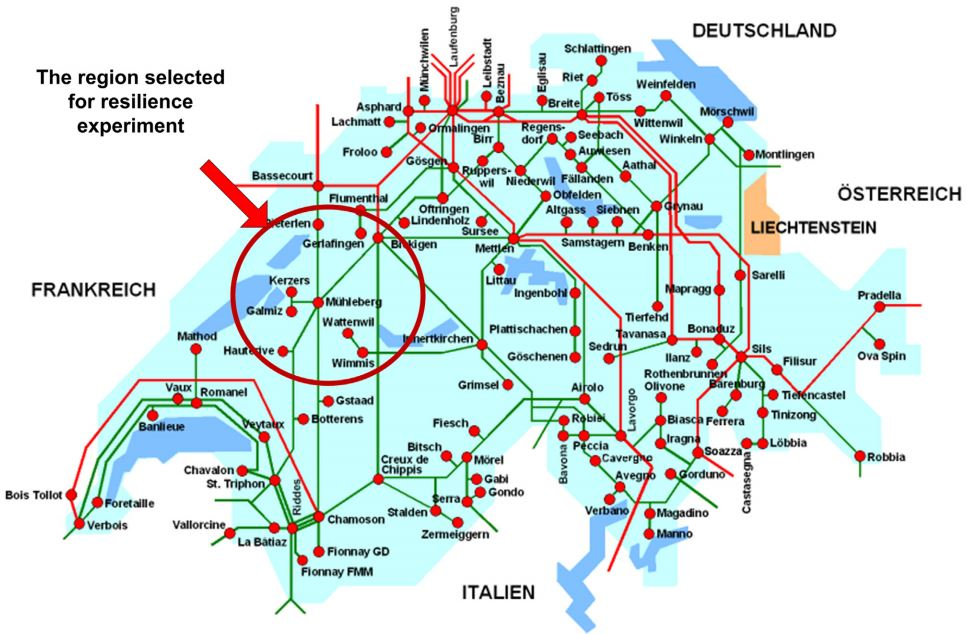 DEUTSCHLAND
The region selected
for resilience
experiment
Münchwilen
Laufenburg
Leibstadt
Beznau
Eglisau
Schlattingen
Riet
Töss
Weinfelden
Mörschwil
Asphard
Breite
Wittenwil
Winkeln
Lachmatt
Ormalingen
Regens-
dorf
Seebach
Montlingen
Froloo
Birr
Auwiesen
Gösgen
Ruppers-
wil
Aathal
Fällanden
Niederwil
Bassecourt
Flumenthal
Obfelden
ÖSTERREICH
Oftringen
Altgass
Siebnen
Grynau
Lindenholz
Sursee
LIECHTENSTEIN
Gerlafingen
Mettlen
Samstagern
Benken
Littau
Sarelli
Kerzers
Ingenbohl
Mapragg
FRANKREICH
Mühleberg
Pradella
Galmiz
Tierfehd
Wattenwil
Plattischachen
Tavanasa
Bonaduz
Mathod
Innertkirchen
Sils
Hauterive
Göschenen
Sedrun
Ilanz
Ova Spin
Wimmis
Rothenbrunnen
Filisur
Grimsel
Airolo
Olivone
Bärenburg
Vaux
Romanel
Gstaad
Lavorgo
Tiefencastel
Banlieue
Botterens
Robiei
Biasca
Ferrera
Tinizong
Veytaux
Fiesch
Iragna
Bitsch
Peccia
Löbbia
Creux de
Chippis
Mörel
Bavona
Cavergno
Soazza
Castasegna
Robbia
Chavalon
St. Triphon
Gabi
Avegno
Gorduno
Bois Tollot
Riddes
Gondo
Foretaille
Serra
Verbano
Verbois
Vallorcine
Chamoson
Stalden
Magadino
La Bâtiaz
Zermeiggern
Manno
Fionnay GD
Fionnay FMM
ITALIEN